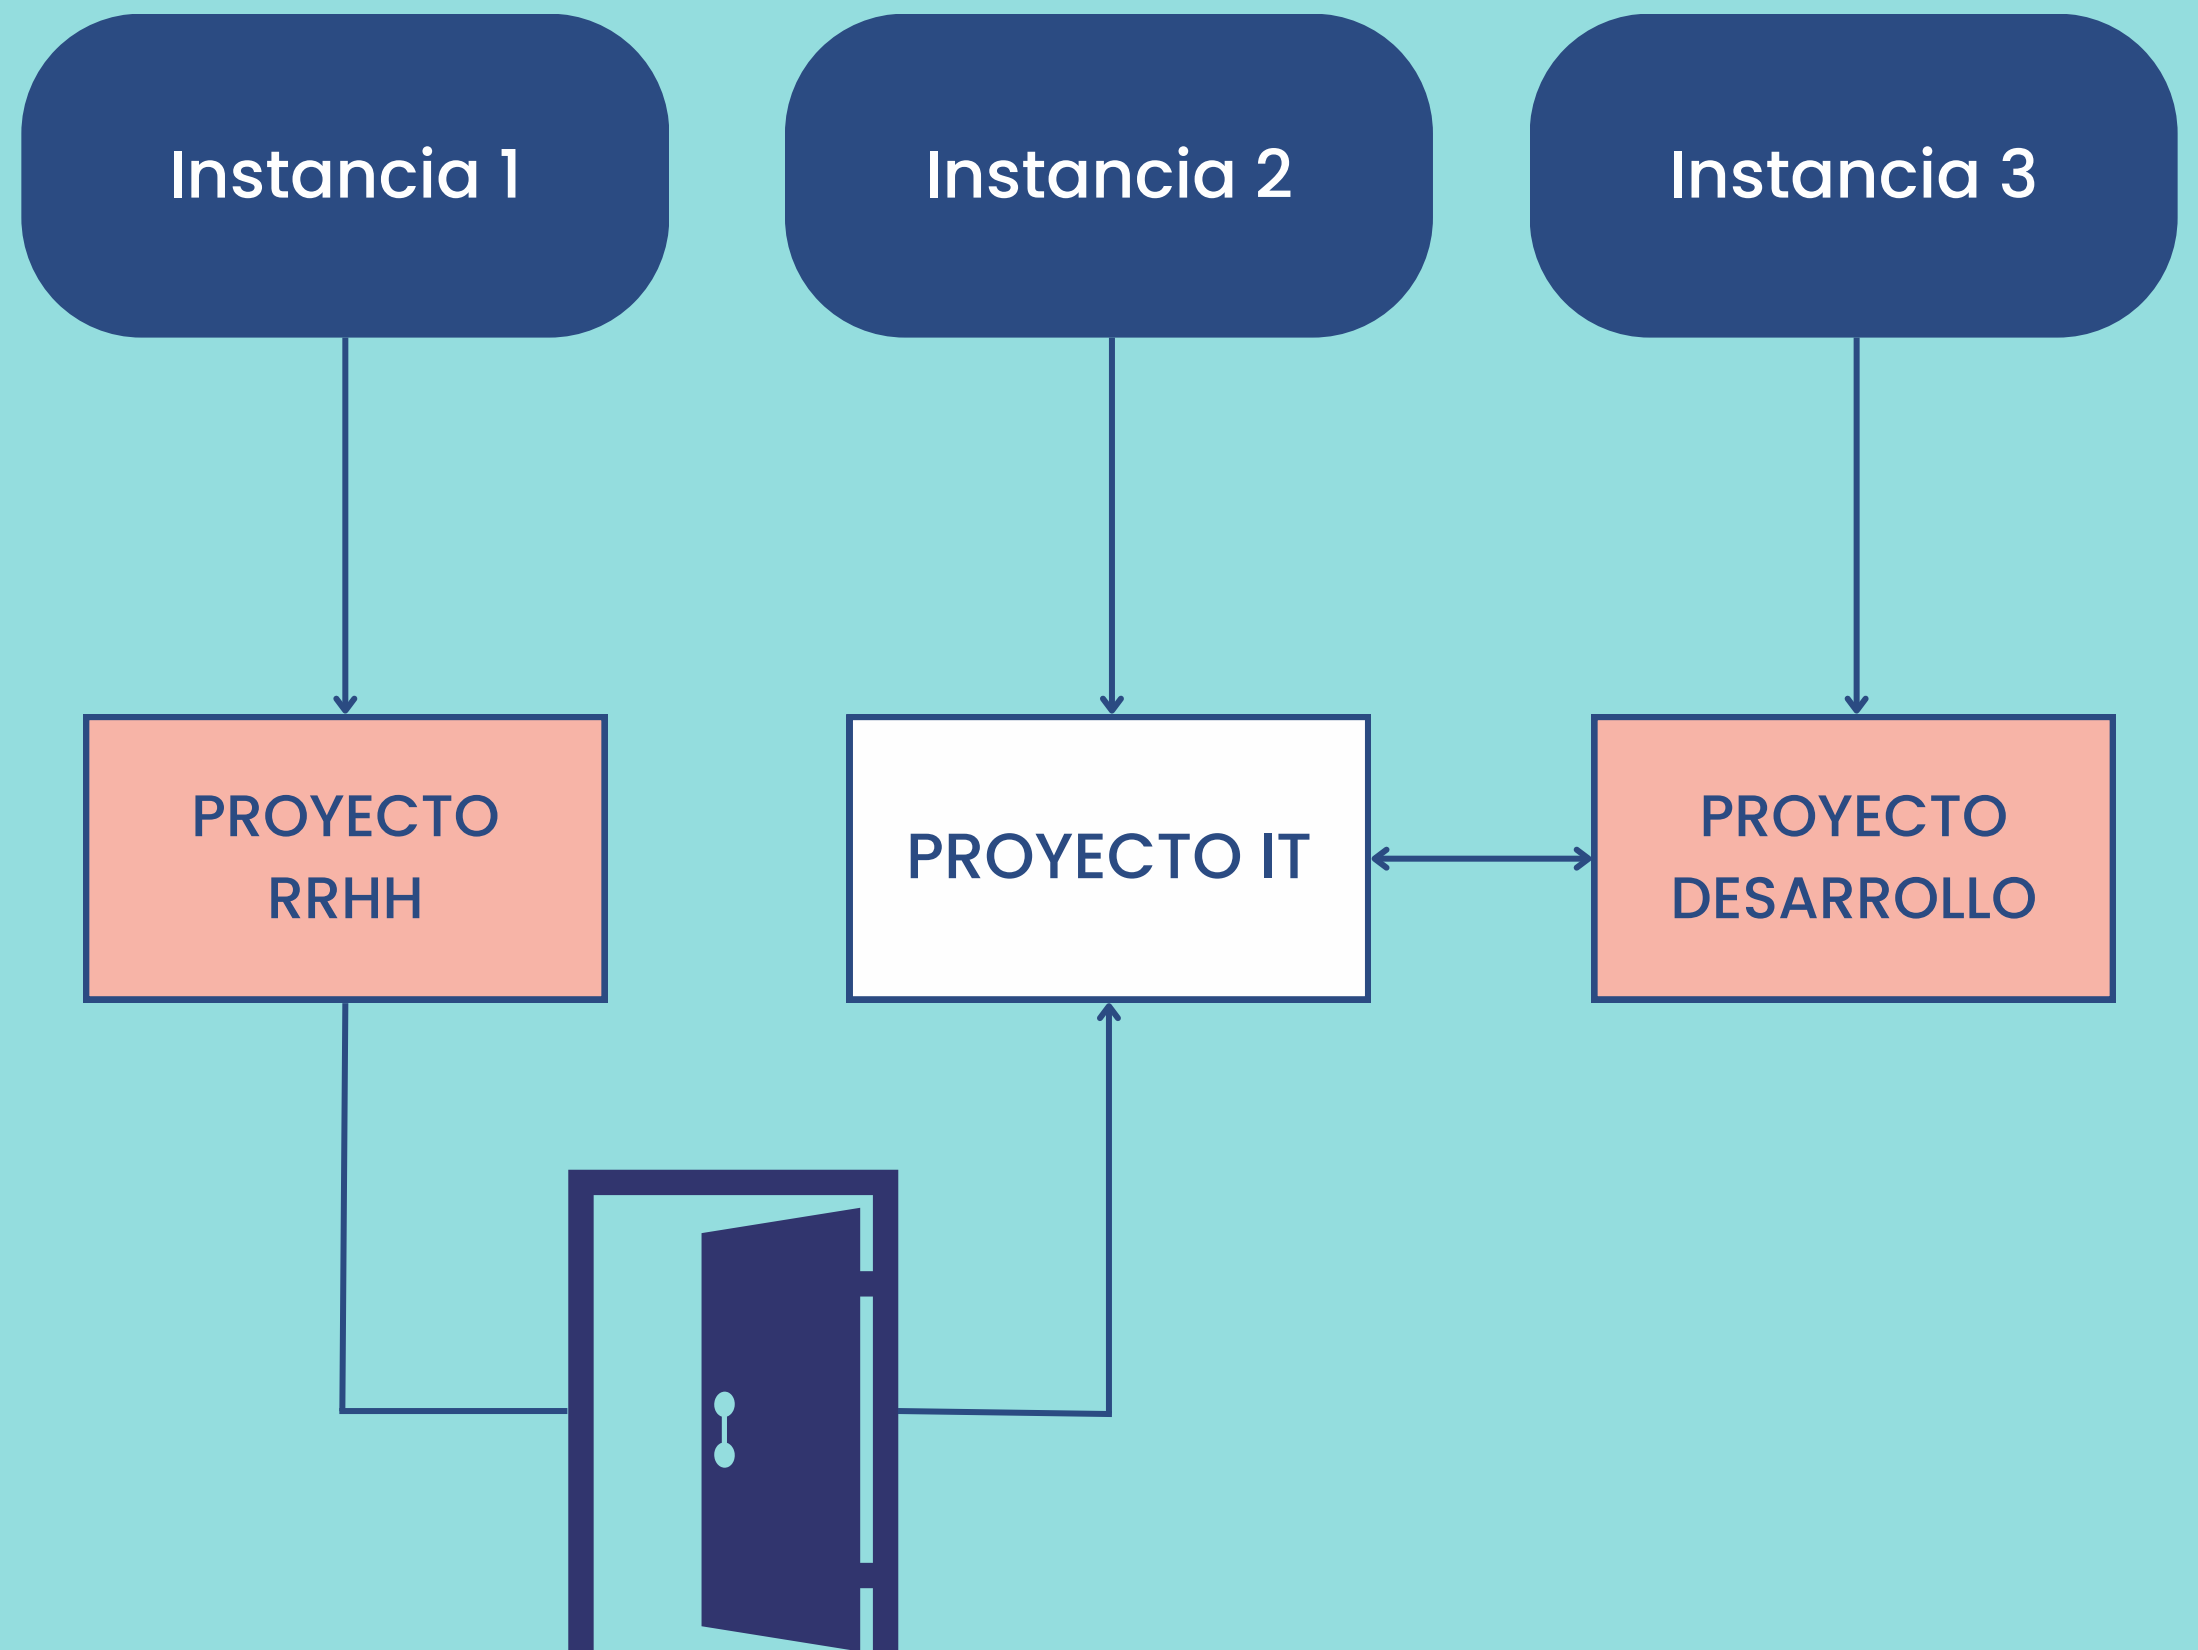 Instancia 1
Instancia 2
Instancia 3
PROYECTO
RRHH
PROYECTO IT
PROYECTO
DESARROLLO